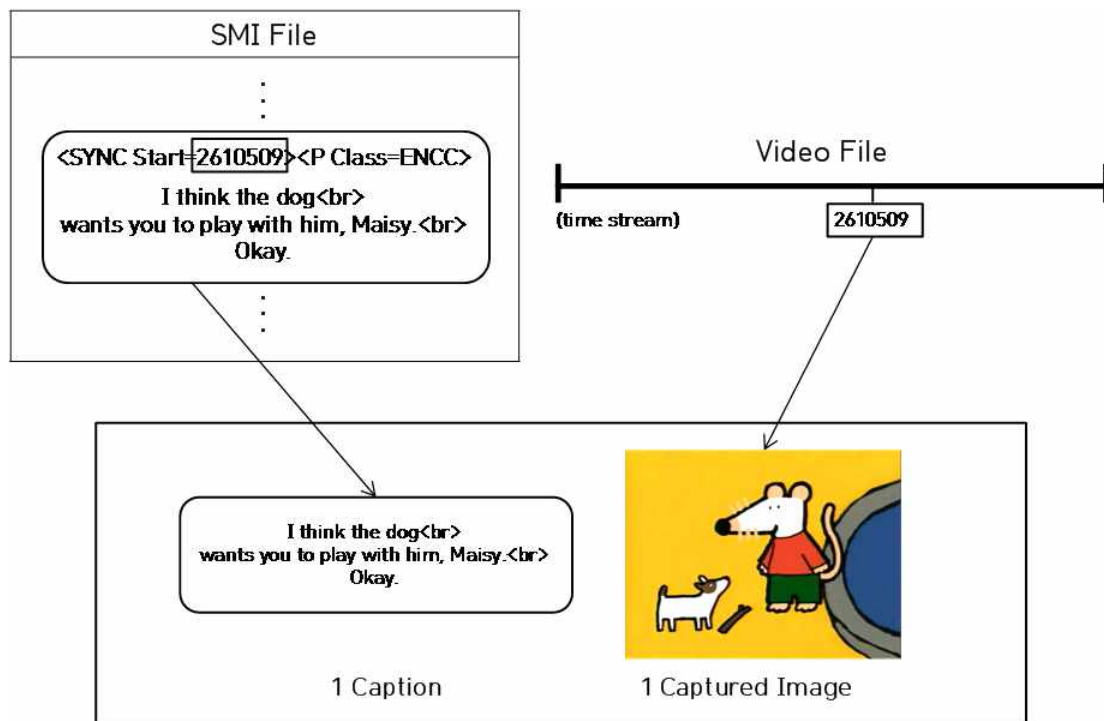 SMI File
<SYNC Start=2610509><P Class=ENCC>
I think the dog<br>
wants you to play with him, Maisy.<br>
Okay.
Video File
(time stream)
2610509
I think the dog<br>
wants you to play with him, Maisy.<br>
Okay.
1 Caption
1 Captured Image